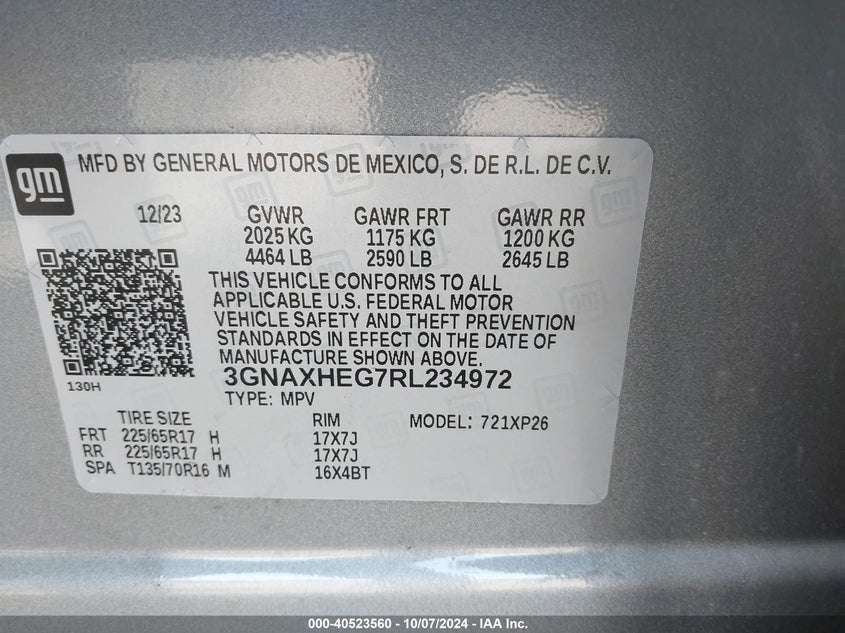 gm
MFD BY GENERAL MOTORS DE MEXICO, S. DE R.L. DE C.V.
12/23 GVWR GAWR FRT GAWR RR
2025 KG 1175 KG 1200 KG
4464 LB 2590 LB 2645 LB
THIS VEHICLE CONFORMS TO ALL
APPLICABLE U.S. FEDERAL MOTOR
VEHICLE SAFETY AND THEFT PREVENTION
STANDARDS IN EFFECT ON THE DATE OF
MANUFACTURE SHOWN ABOVE.
130H
3GNAXHEG7RL234972
TYPE: MPV
TIRE SIZE RIM MODEL: 721XP26
FRT 225/65R17 H 17X7J
RR 225/65R17 H 17X7J
SPA T135/70R16 M 16X4BT
000-40523560 - 10/07/2024 - IAA Inc.